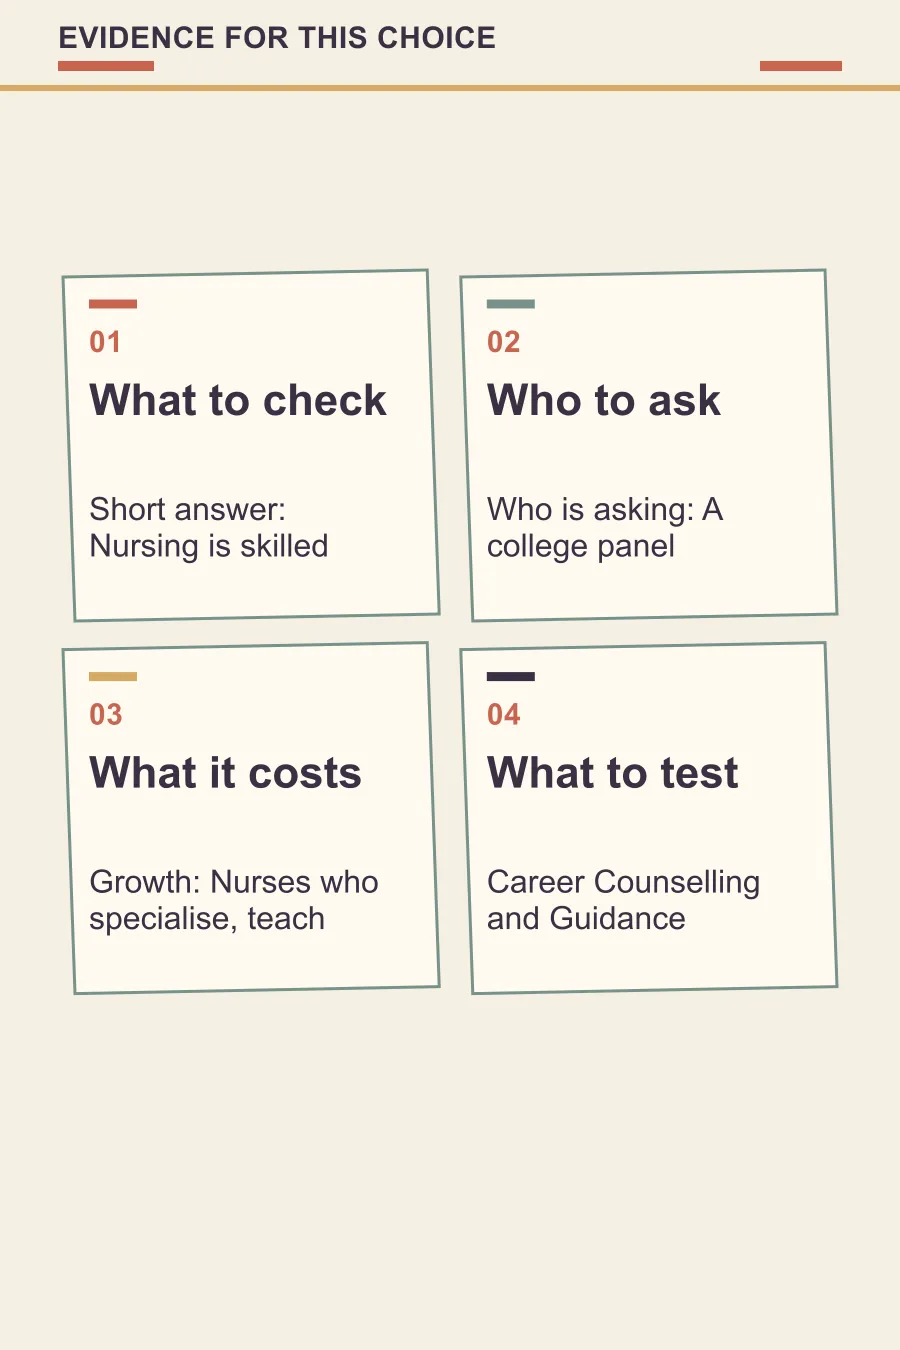 EVIDENCE FOR THIS CHOICE
01
What to check
Short answer:
Nursing is skilled
02
Who to ask
Who is asking: A
college panel
03
What it costs
Growth: Nurses who
specialise, teach
04
What to test
Career Counselling
and Guidance